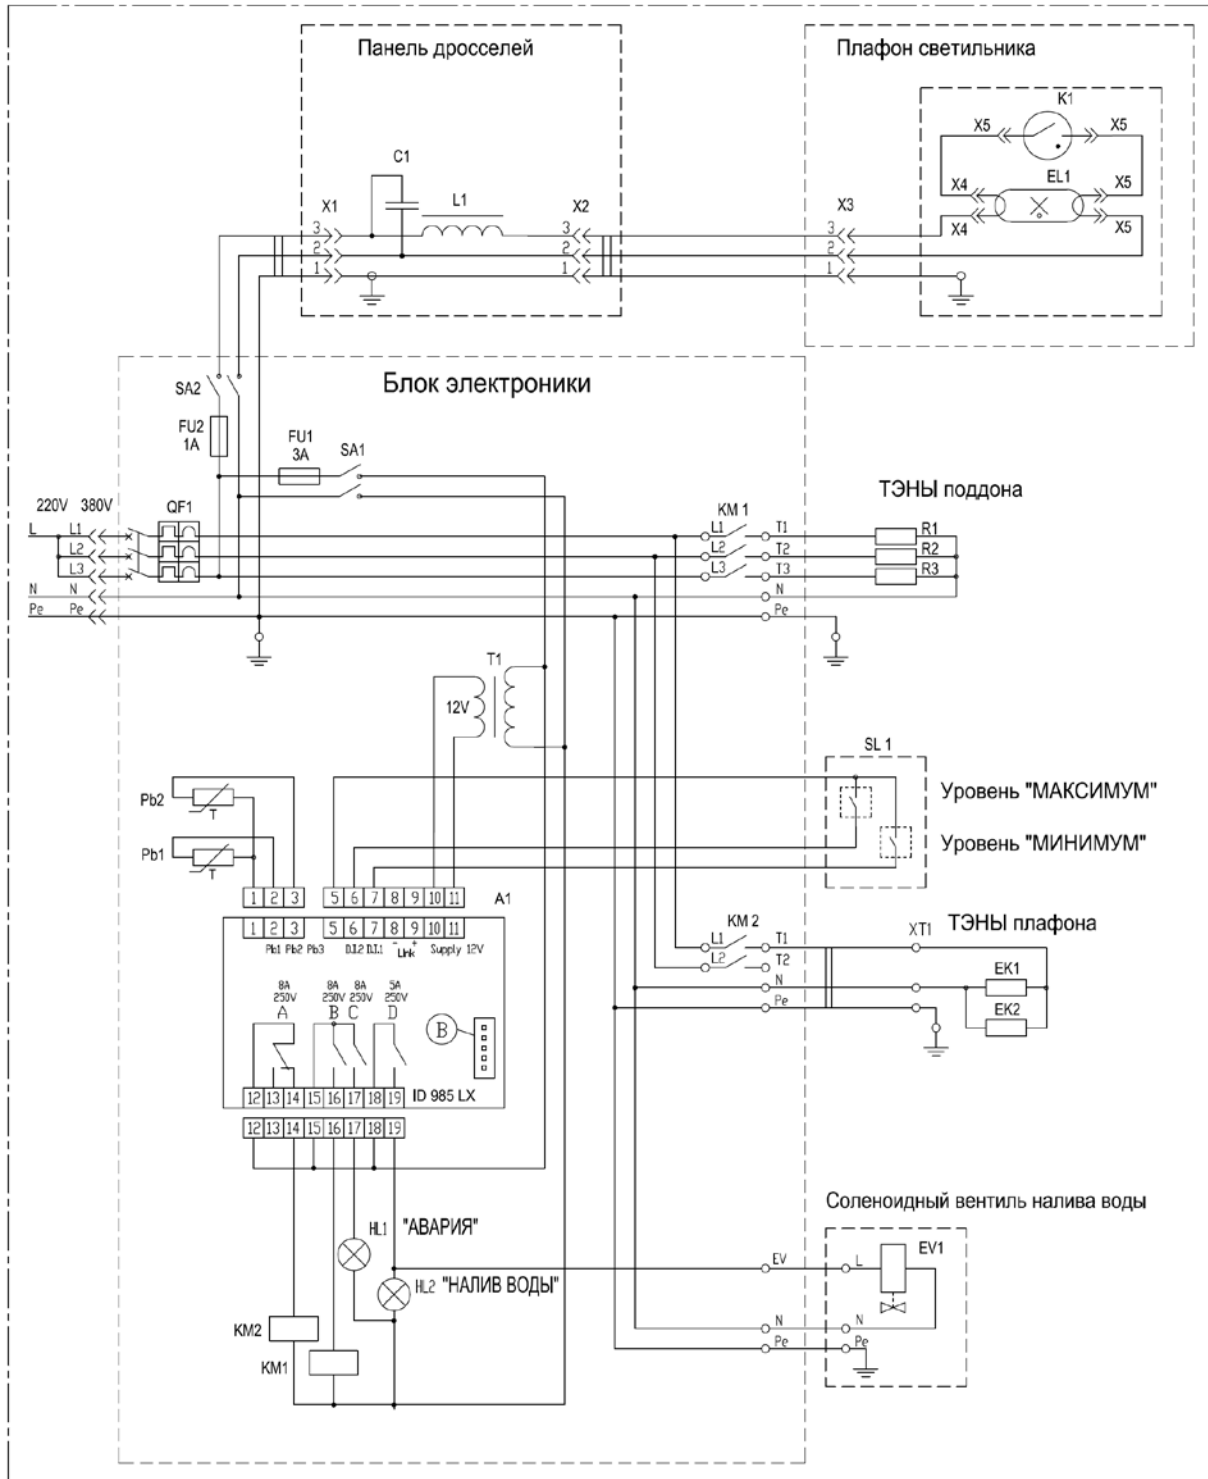 Панель дросселей
Плафон светильника
K1
X5
X5
C1
EL1
X4
X5
X1
L1
X2
X3
X4
X5
3
3
3
2
2
2
1
1
1
Блок электроники
SA2
FU2
1A
FU1
3A
SA1
ТЭНЫ поддона
220V 380V
QF1
KM 1
L L1
L1 T1 R1
L2
L2 T2 R2
L3
L3 T3 R3
N N
N
Pe Pe
Pe
T1
12V
SL 1
Pb2
T
Уровень "МАКСИМУМ"
Pb1
T
Уровень "МИНИМУМ"
1 2 3 5 6 7 8 9 10 11
A1
1 2 3 5 6 7 8 9 10 11
Pb1 Pb2 Pb3 D.I.2 D.I.1 - Link + Supply 12V
KM 2
XT1
ТЭНЫ плафона
L1 T1
L2 T2
N
EK1
Pe
EK2
8A 8A 8A 5A
250V 250V 250V 250V
A B C D
B
12 13 14 15 16 17 18 19
ID 985 LX
12 13 14 15 16 17 18 19
Соленоидный вентиль налива воды
HL1 "АВАРИЯ"
EV L EV1
HL2 "НАЛИВ ВОДЫ"
N N
KM2
Pe Pe
KM1